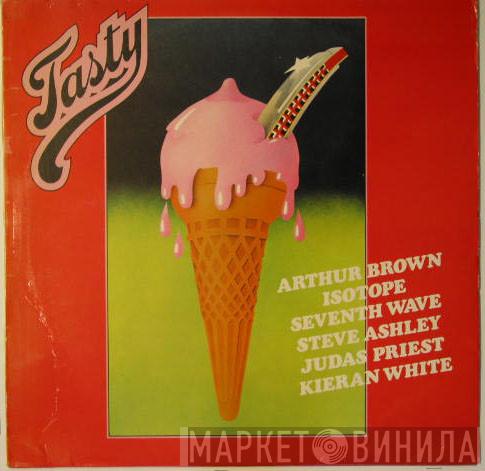 Tasty
ARTHUR BROWN
ISOTOPE
SEVENTH WAVE
STEVE ASHLEY
JUDAS PRIEST
KIERAN WHITE
МАРКЕТ ВИНИЛА